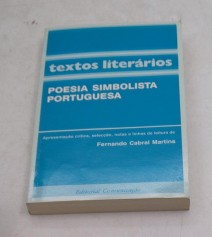 textos literários
POESIA SIMBOLISTA
PORTUGUESA
Apresentação crítica, selecção, notas e linhas de leitura de
Fernando Cabral Martins
Editorial Comunicação